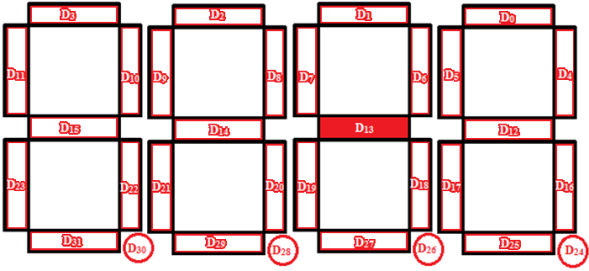 D3 D2 D1 D0
D11 D10 D9 D8 D7 D6 D5 D4
D15 D14 D13 D12
D23 D22 D21 D20 D19 D18 D17 D16
D31 D30 D29 D28 D27 D26 D25 D24